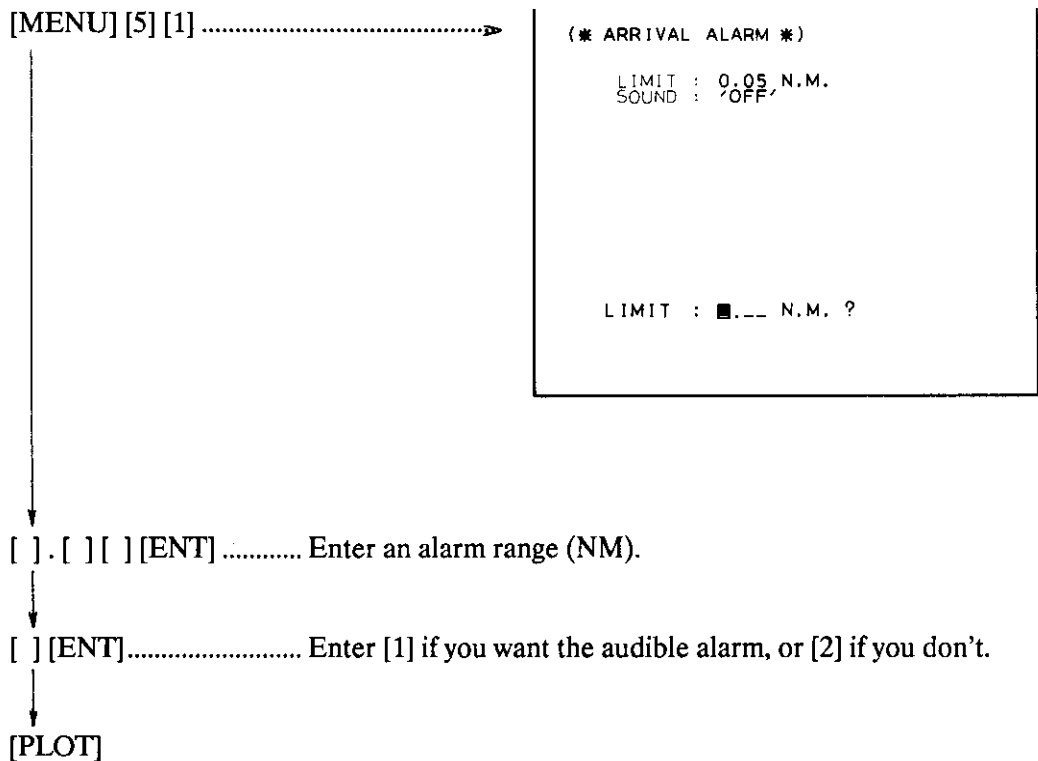 [MENU] [5] [1] ..........................................
(✱ ARRIVAL ALARM ✱)
LIMIT : 0.05 N.M.
SOUND : 'OFF'
LIMIT : ■.__ N.M. ?
[ ] . [ ] [ ] [ENT] ............ Enter an alarm range (NM).
[ ] [ENT]........................... Enter [1] if you want the audible alarm, or [2] if you don't.
[PLOT]